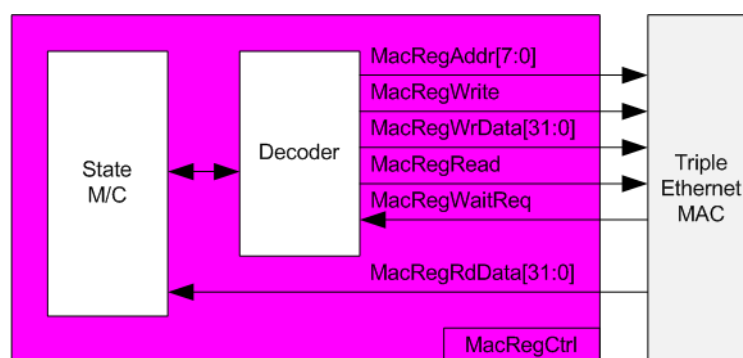 State
M/C
Decoder
MacRegAddr[7:0]
MacRegWrite
MacRegWrData[31:0]
MacRegRead
MacRegWaitReq
MacRegRdData[31:0]
MacRegCtrl
Triple
Ethernet
MAC